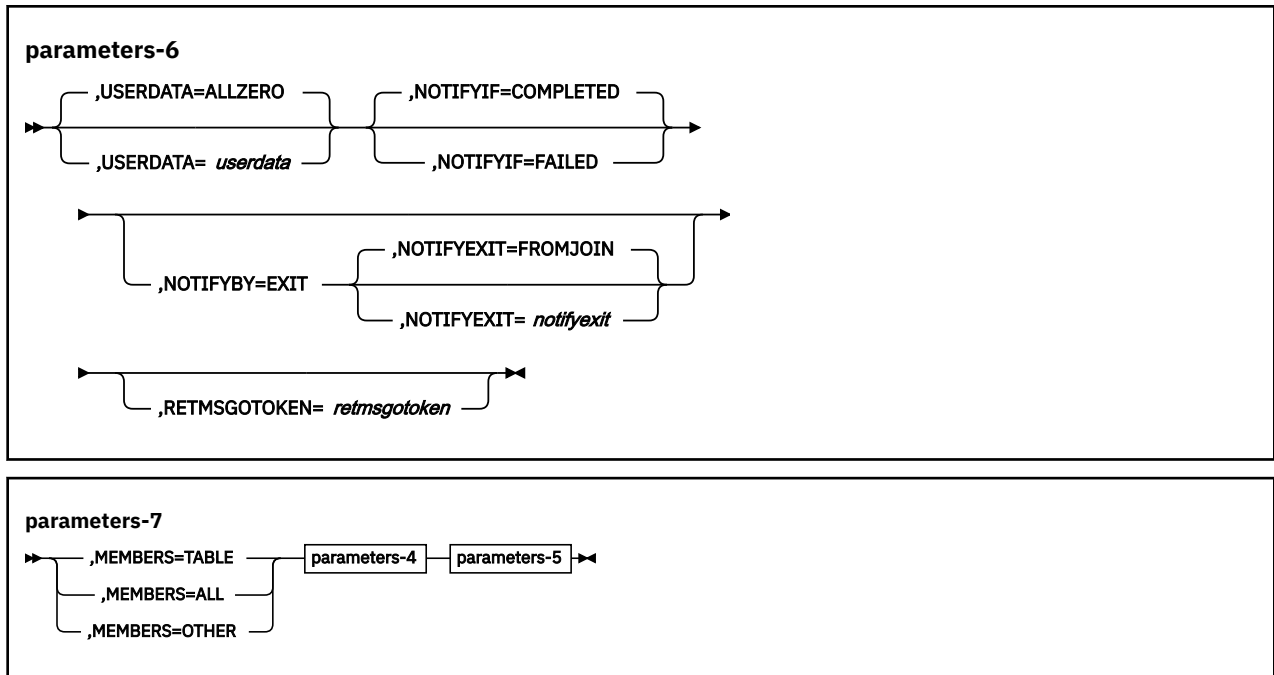 parameters-6
,USERDATA=ALLZERO ,NOTIFYIF=COMPLETED
,USERDATA= userdata ,NOTIFYIF=FAILED
,NOTIFYEXIT=FROMJOIN
,NOTIFYBY=EXIT
,NOTIFYEXIT= notifyexit
,RETMSGOTOKEN= retmsgotoken
parameters-7
,MEMBERS=TABLE parameters-4 parameters-5
,MEMBERS=ALL
,MEMBERS=OTHER